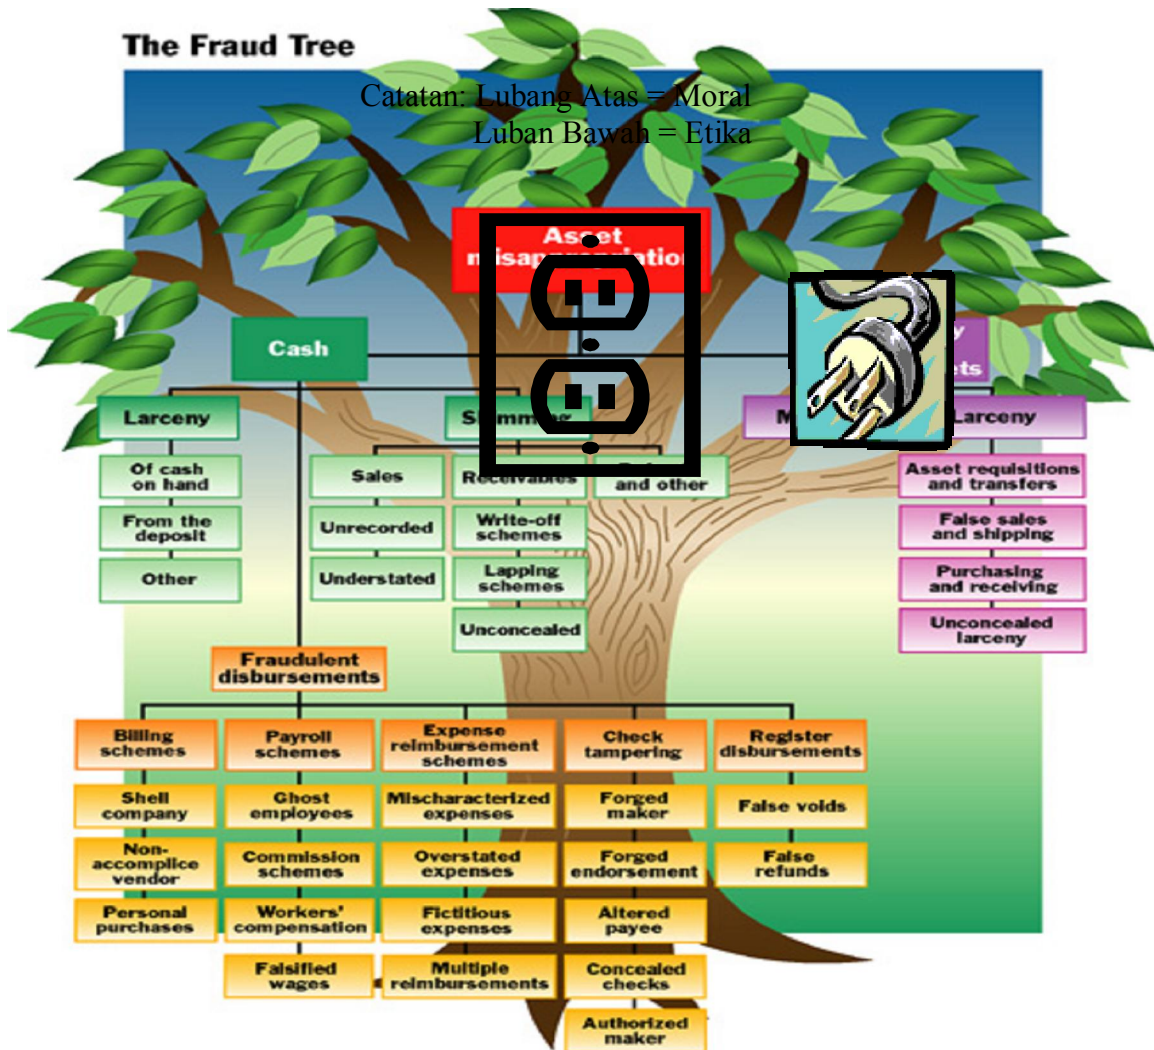 The Fraud Tree
Catatan: Lubang Atas = Moral
Luban Bawah = Etika
Asset
Cash
Larceny
Larceny
Of cash
on hand
From the
deposit
Other
Sales
Unrecorded
Understated
Receivables
Write-off
schemes
Lapping
schemes
Unconcealed
and other
Asset requisitions
and transfers
False sales
and shipping
Purchasing
and receiving
Unconcealed
larceny
Fraudulent
disbursements
Billing
schemes
Shell
company
Non-
accomplice
vendor
Personal
purchases
Payroll
schemes
Ghost
employees
Commission
schemes
Workers'
compensation
Falsified
wages
Expense
reimbursement
schemes
Mischaracterized
expenses
Overstated
expenses
Fictitious
expenses
Multiple
reimbursements
Check
tampering
Forged
maker
Forged
endorsement
Altered
payee
Concealed
checks
Authorized
maker
Register
disbursements
False voids
False
refunds